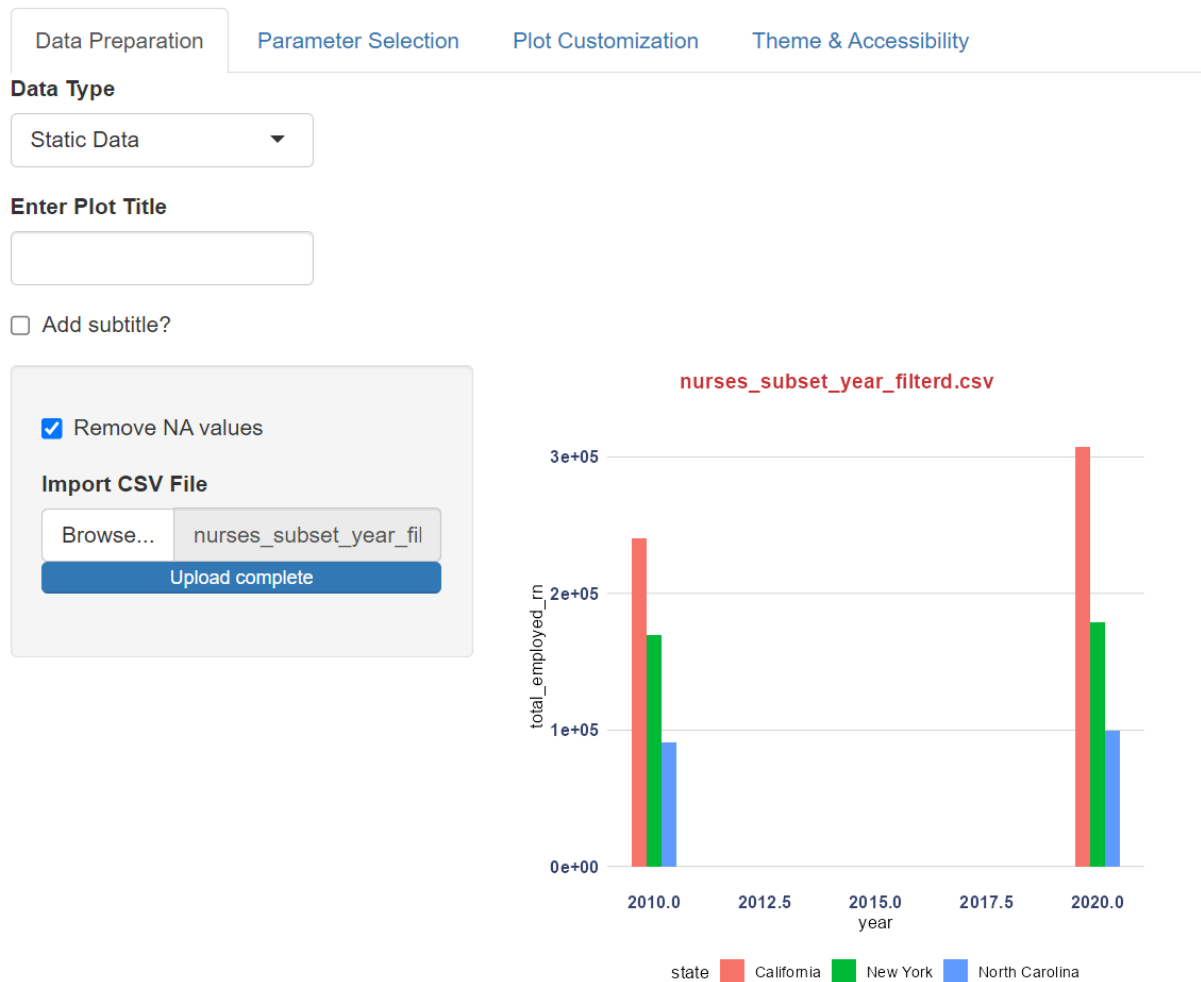 Data Preparation Parameter Selection Plot Customization Theme & Accessibility
Data Type
Static Data
Enter Plot Title
Add subtitle?
Remove NA values
Import CSV File
Browse... nurses_subset_year_fil
Upload complete
nurses_subset_year_filterd.csv
3e+05
2e+05
1e+05
0e+00
total_employed_rn
2010.0 2012.5 2015.0 2017.5 2020.0
year
state California New York North Carolina